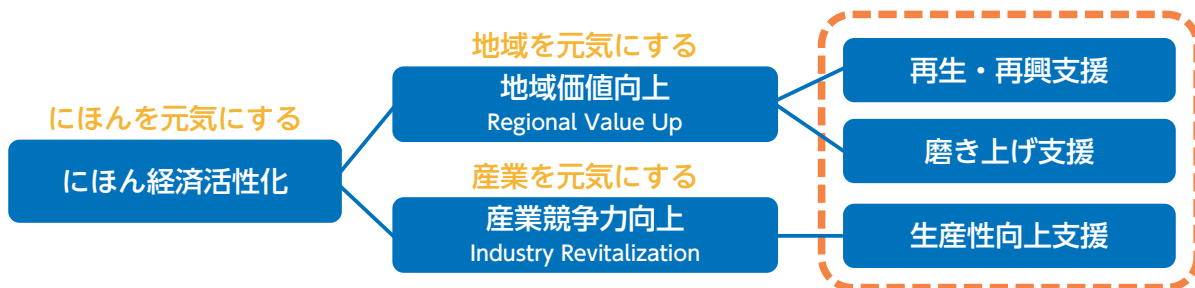 にほんを元気にする
にほん経済活性化
地域を元気にする
地域価値向上
Regional Value Up
産業を元気にする
産業競争力向上
Industry Revitalization
再生・再興支援
磨き上げ支援
生産性向上支援